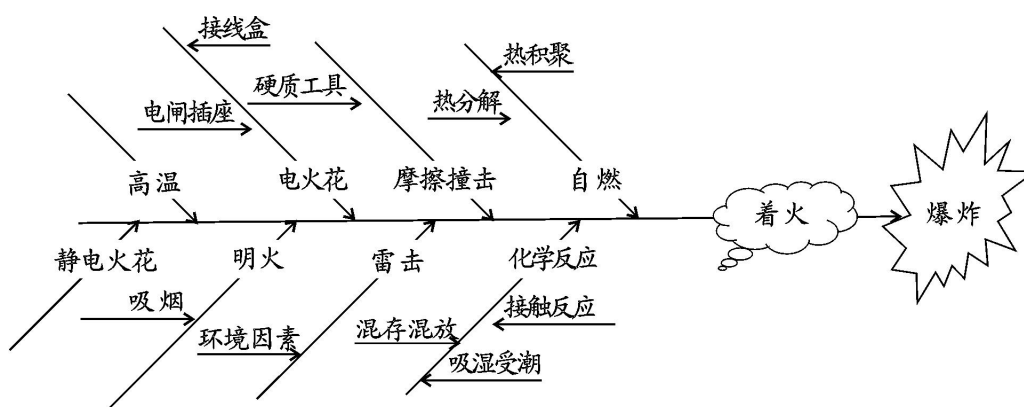 接线盒
热积聚
硬质工具
热分解
电闸插座
高温
电火花
摩擦撞击
自燃
着火
爆炸
静电火花
明火
雷击
化学反应
吸烟
接触反应
环境因素
混存混放
吸湿受潮